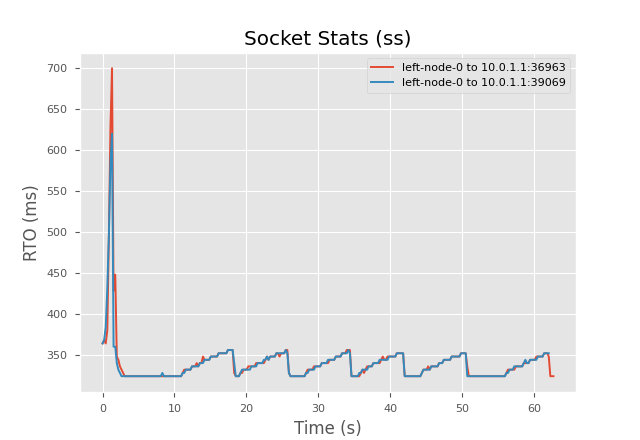 Socket Stats (ss)
left-node-0 to 10.0.1.1:36963
left-node-0 to 10.0.1.1:39069
RTO (ms)
700
650
600
550
500
450
400
350
0 10 20 30 40 50 60
Time (s)